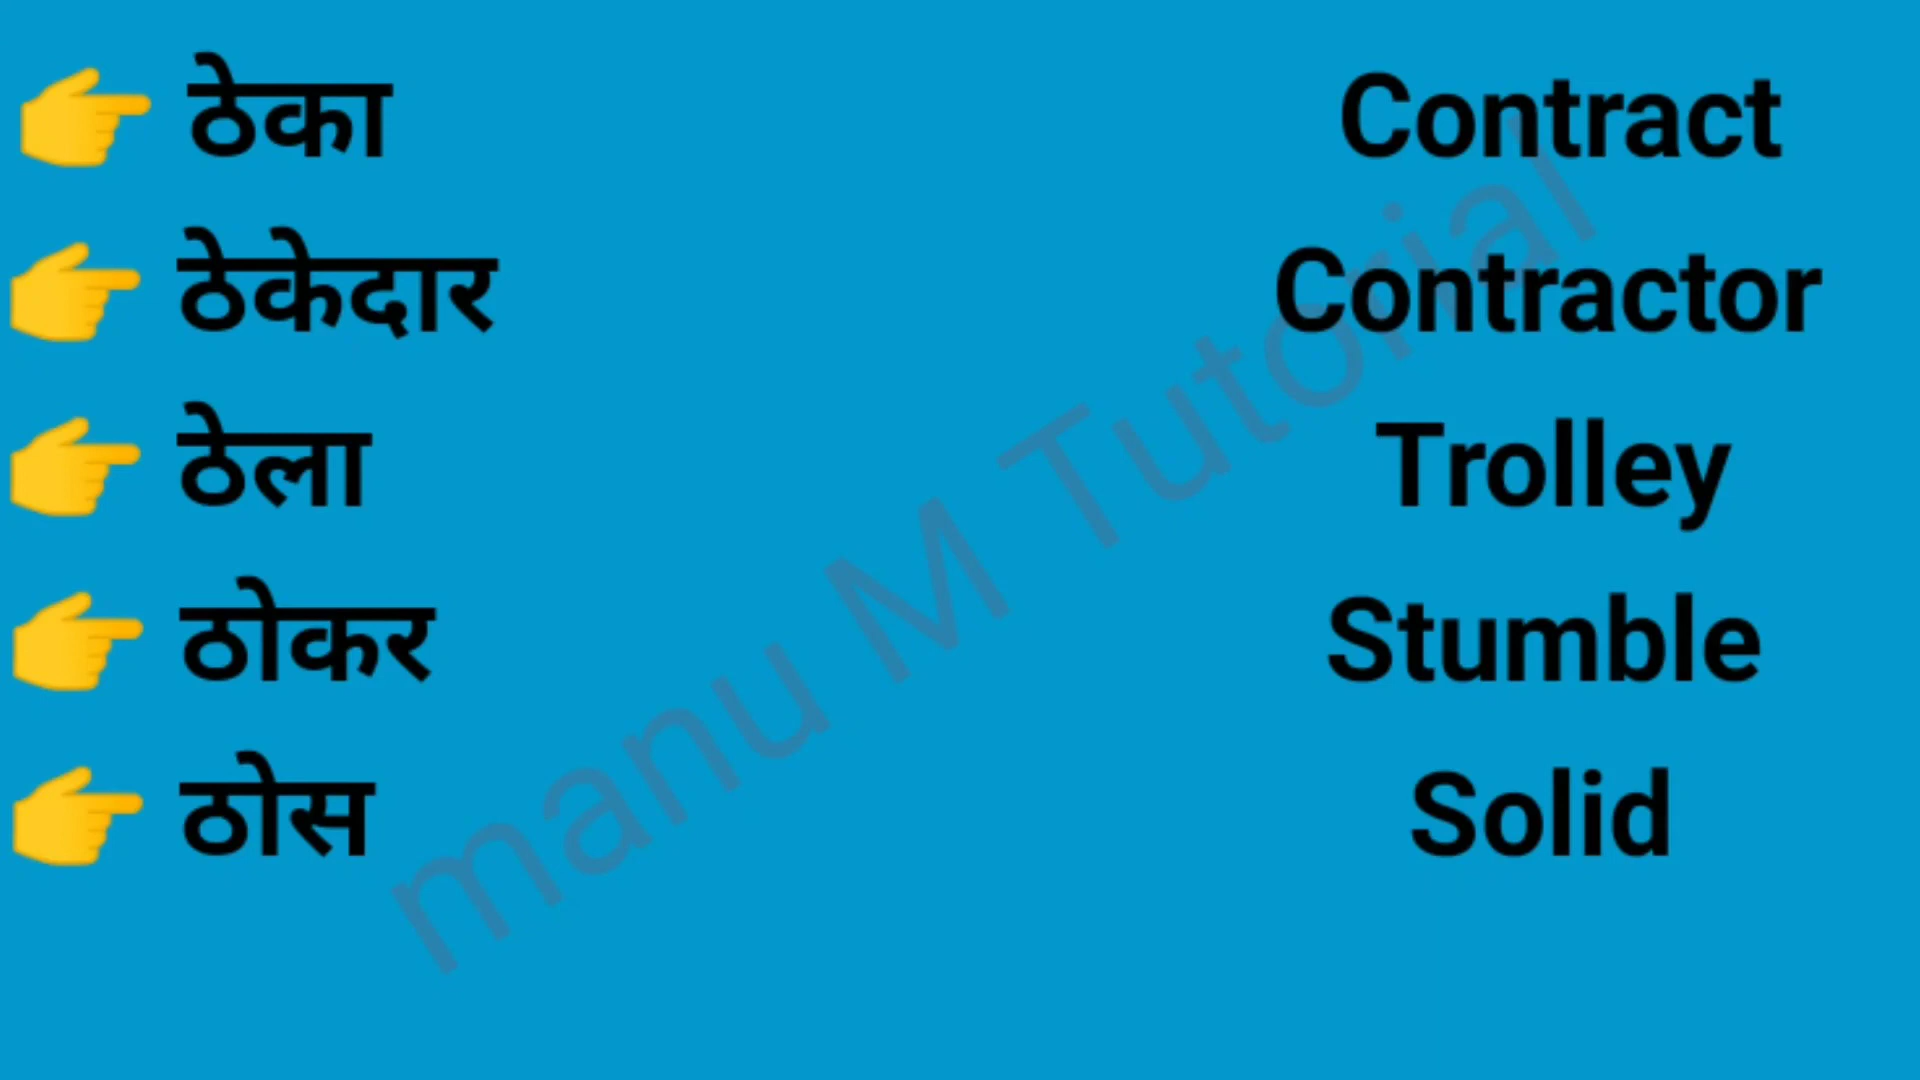 👉 ठेका Contract
👉 ठेकेदार Contractor
👉 ठेला Trolley
👉 ठोकर Stumble
👉 ठोस Solid
manu M Tutorial